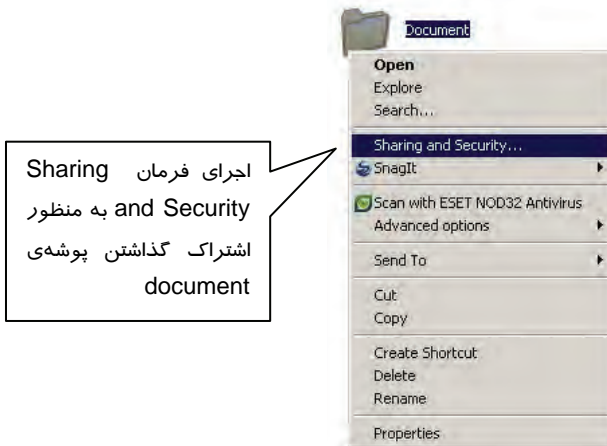 Document
Open
Explore
Search...
Sharing and Security...
SnagIt
Scan with ESET NOD32 Antivirus
Advanced options
Send To
Cut
Copy
Create Shortcut
Delete
Rename
Properties
اجرای فرمان Sharing
and Security به منظور
اشتراک گذاشتن پوشه‌ی
document